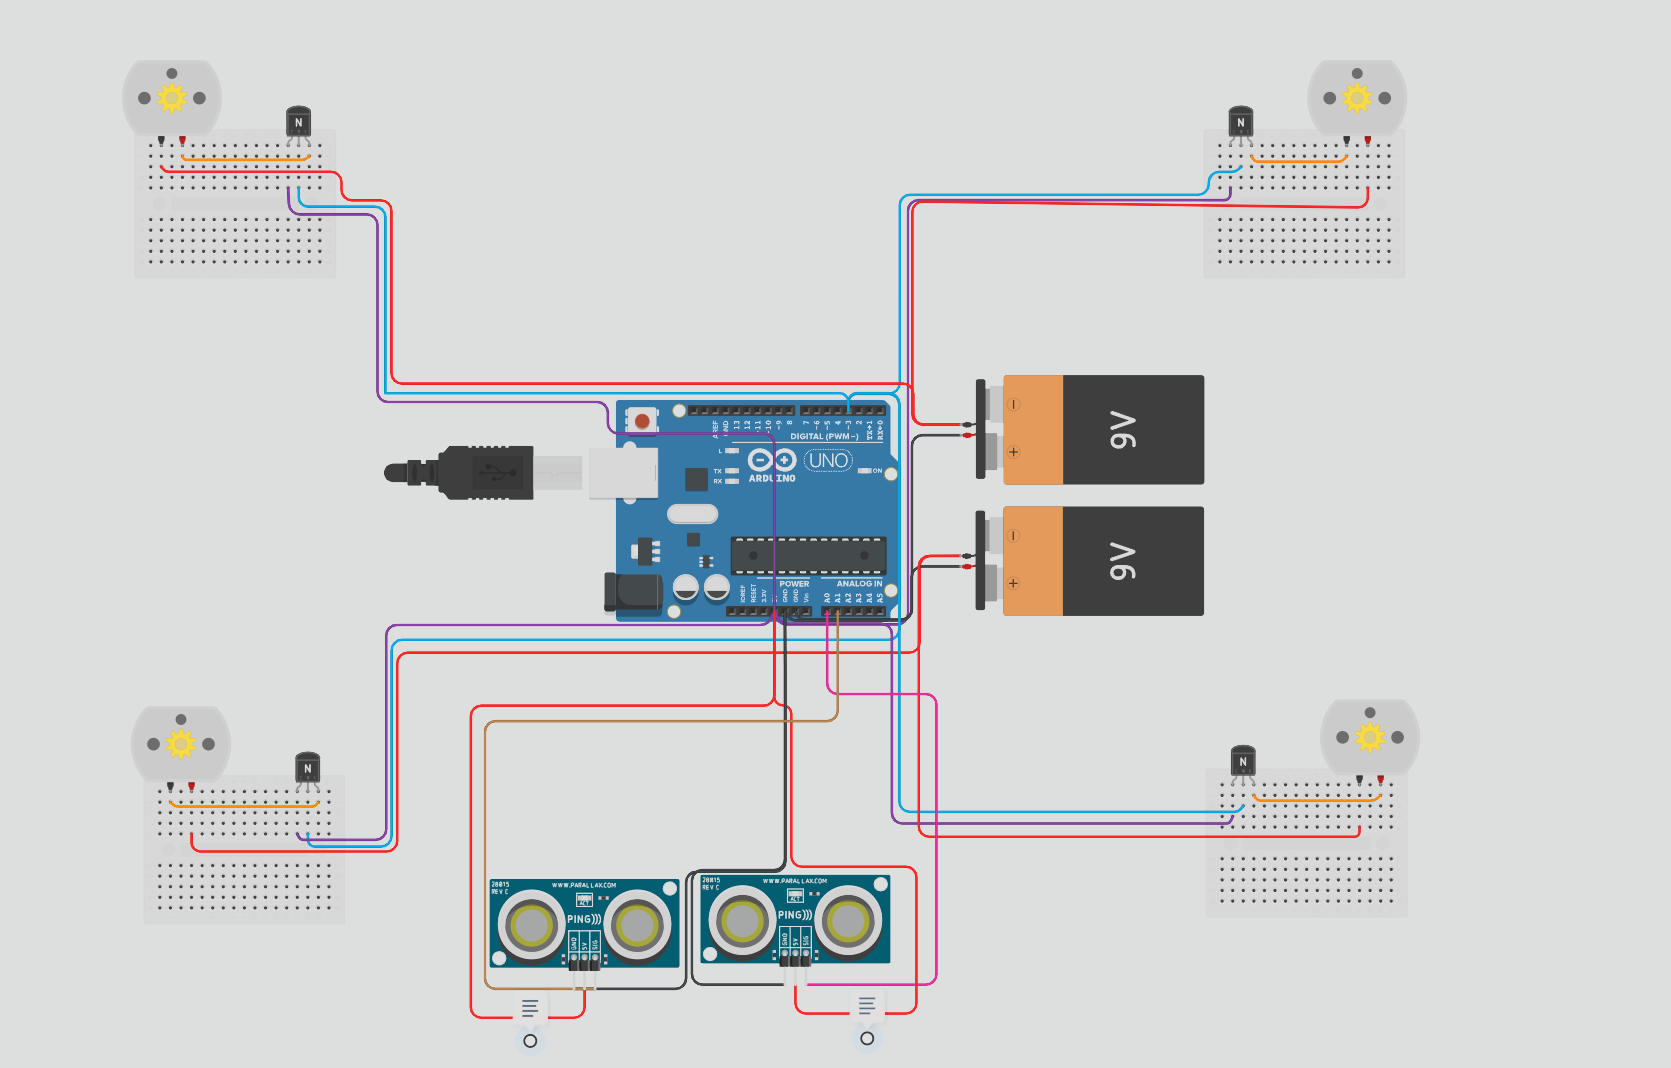 N
N
9V
9V
AREF
GND
13
12
~11
~10
~9
8
7
~6
~5
4
~3
2
TX→1
RX←0
DIGITAL (PWM~)
L
TX
RX
ARDUINO
UNO
ON
POWER
ANALOG IN
IOREF
RESET
3.3V
GND
GND
Vin
A0
A1
A2
A3
A4
A5
N
N
28015
REV C
WWW.PARALLAX.COM
ACT
PING)))
GND
5V
SIG
28015
REV C
WWW.PARALLAX.COM
ACT
PING)))
GND
5V
SIG